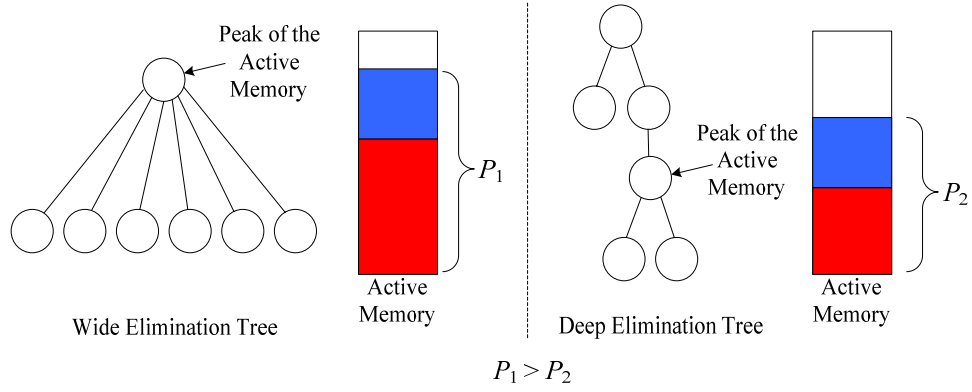 Peak of the
Active
Memory
P1
Active
Memory
Wide Elimination Tree
Peak of the
Active
Memory
P2
Active
Memory
Deep Elimination Tree
P1 > P2